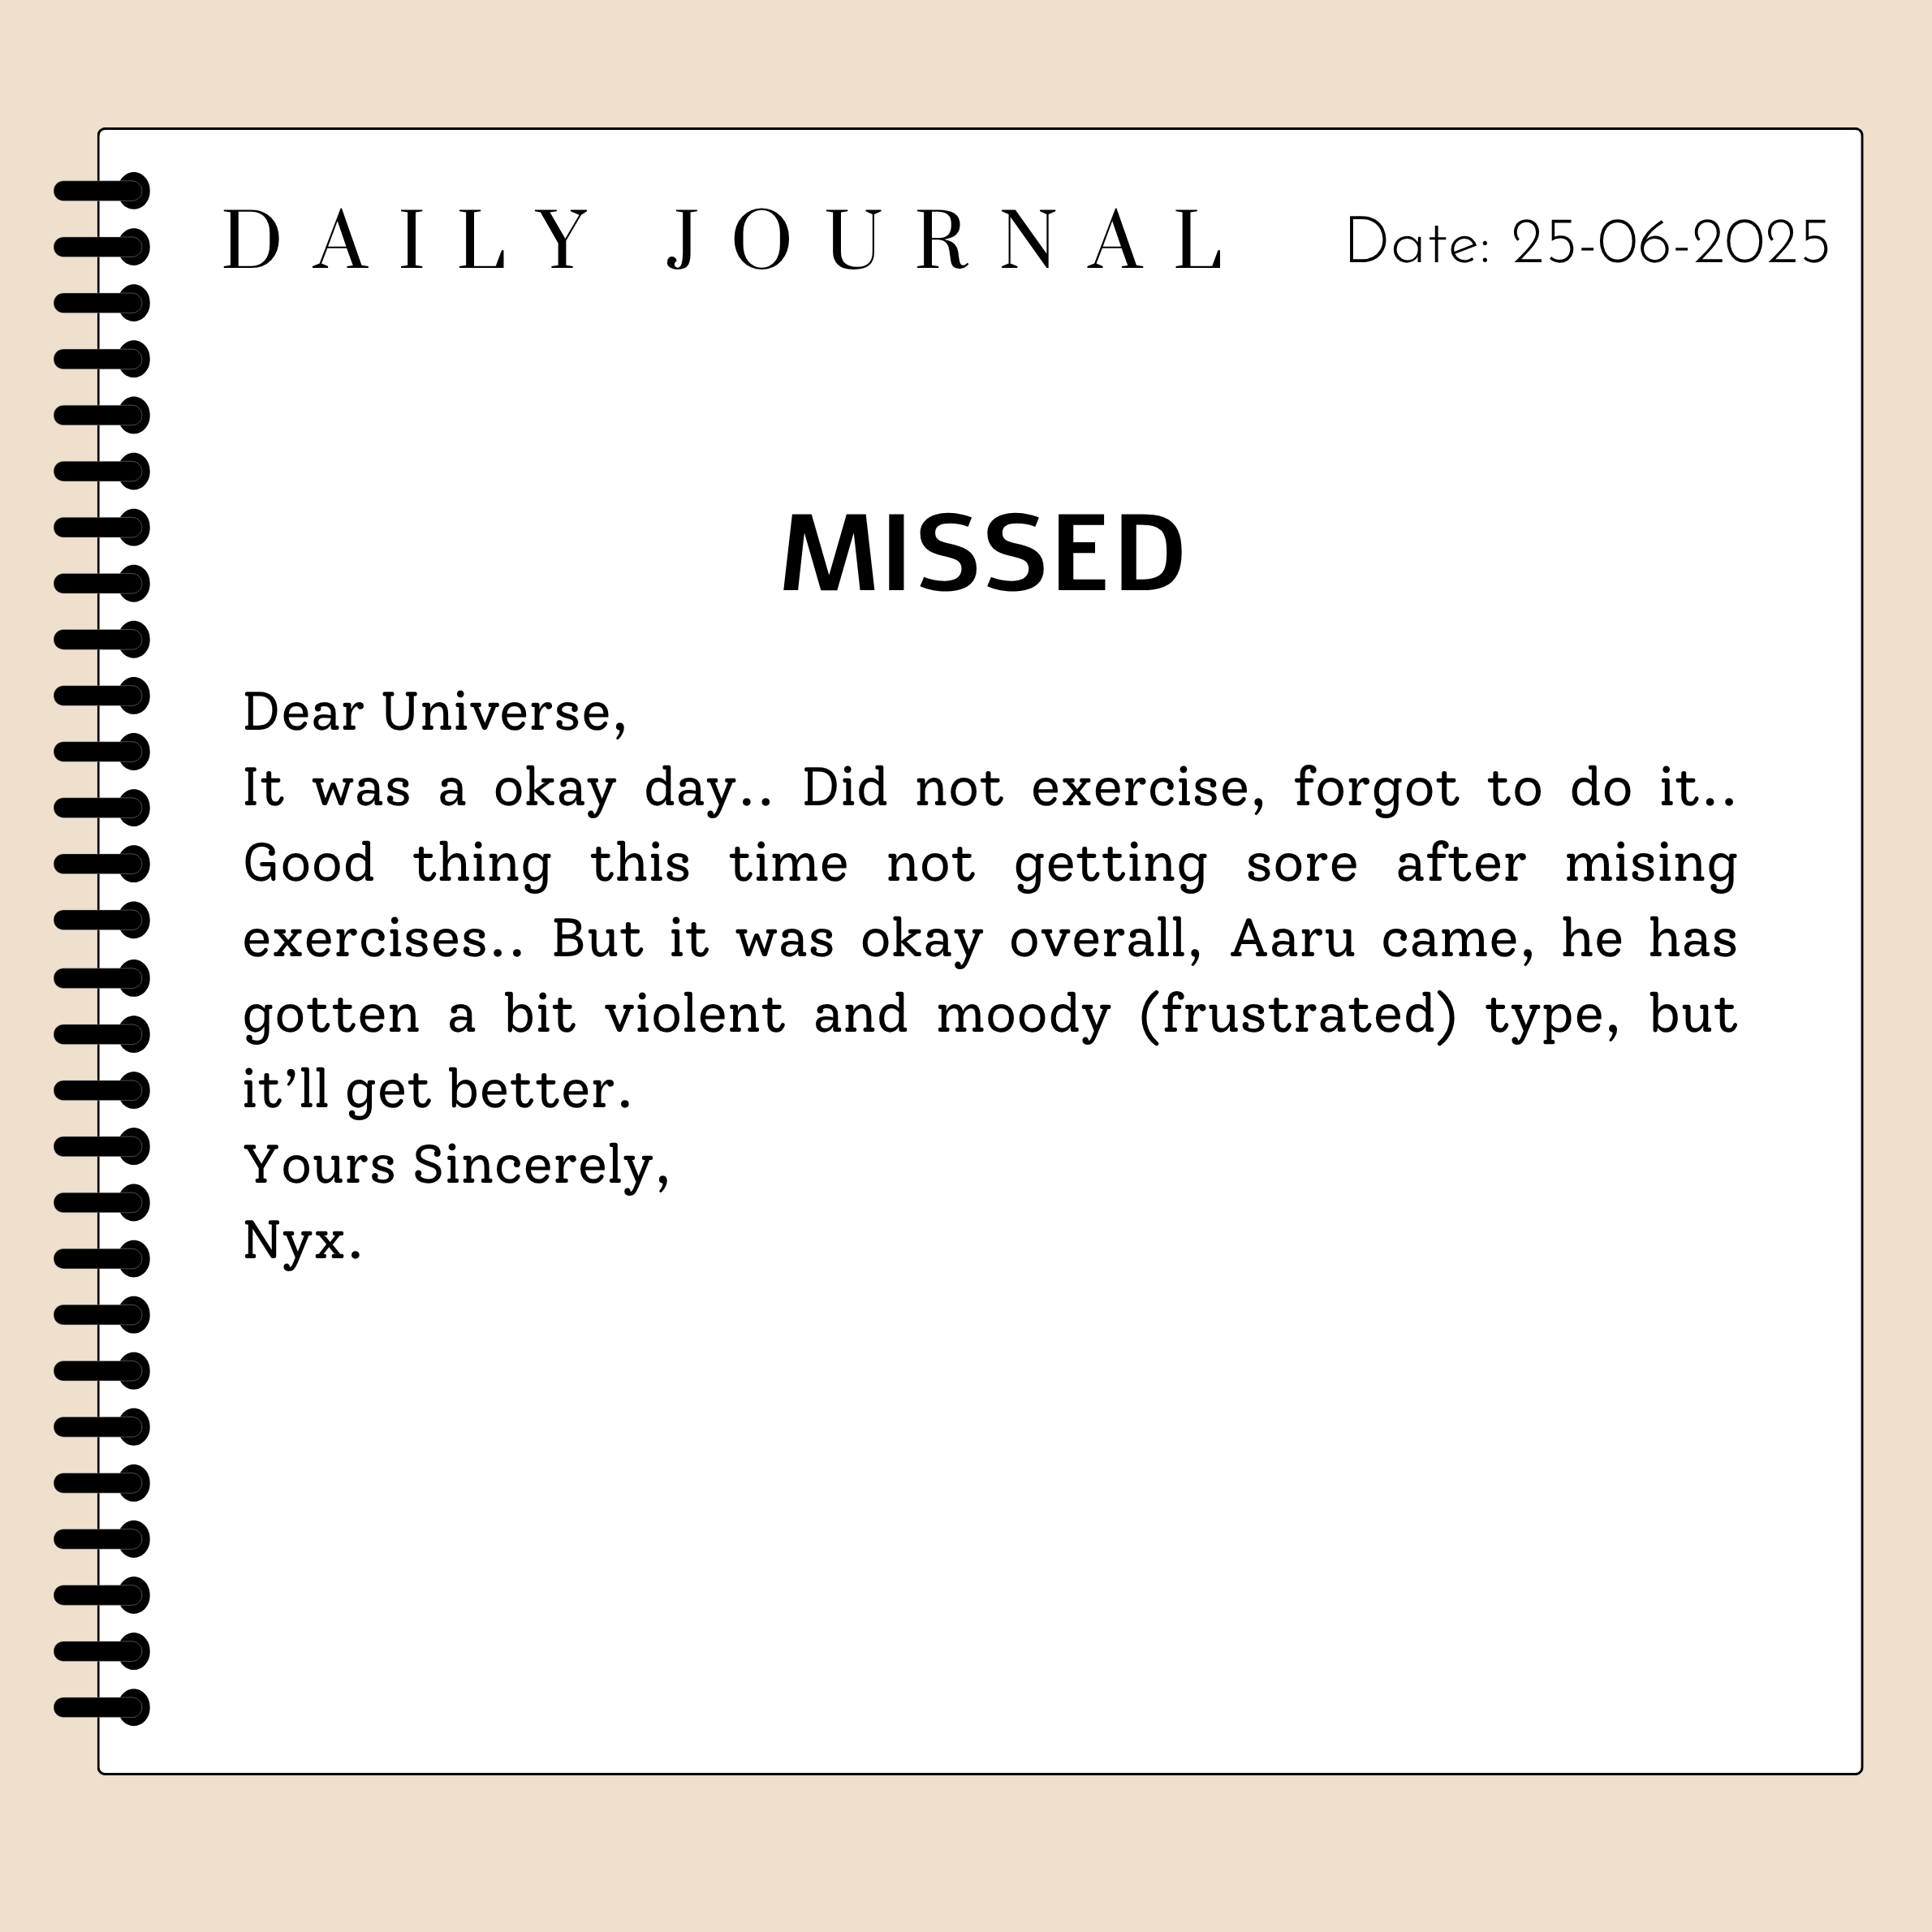 DAILY JOURNAL Date: 25-06-2025
MISSED
Dear Universe,
It was a okay day.. Did not exercise, forgot to do it..
Good thing this time not getting sore after mising
exercises.. But it was okay overall, Aaru came, he has
gotten a bit violent and moody (frustrated) type, but
it’ll get better.
Yours Sincerely,
Nyx.